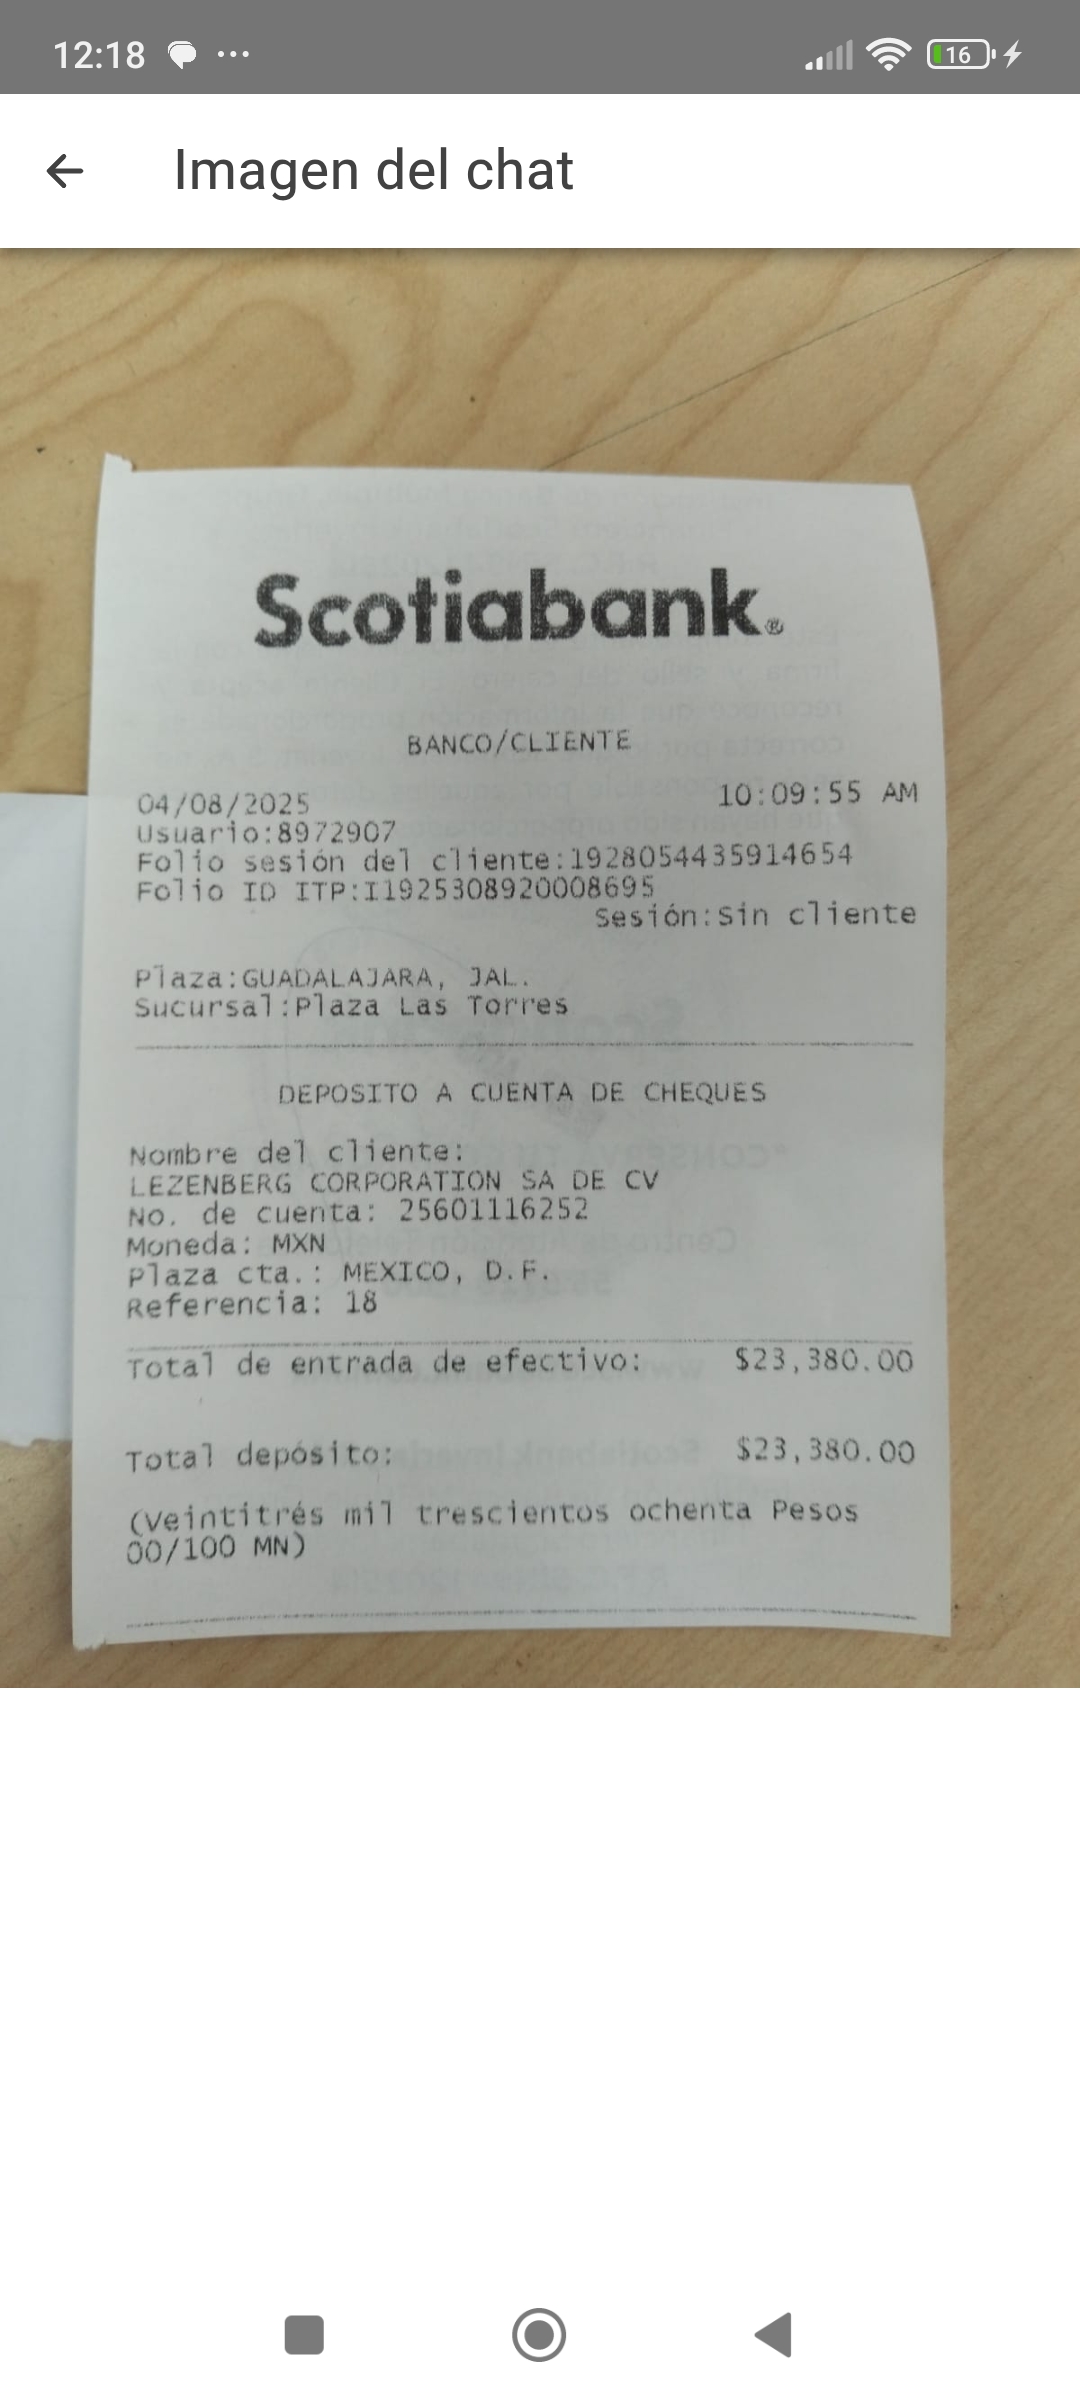 12:18
16
Imagen del chat
Scotiabank®
BANCO/CLIENTE
04/08/2025 10:09:55 AM
Usuario:8972907
Folio sesión del cliente:1928054435914654
Folio ID ITP:I1925308920008695
Sesión:Sin cliente
Plaza:GUADALAJARA, JAL.
Sucursal:Plaza Las Torres
DEPOSITO A CUENTA DE CHEQUES
Nombre del cliente:
LEZENBERG CORPORATION SA DE CV
No. de cuenta: 25601116252
Moneda: MXN
Plaza cta.: MEXICO, D.F.
Referencia: 18
Total de entrada de efectivo: $23,380.00
Total depósito: $23,380.00
(Veintitrés mil trescientos ochenta Pesos
00/100 MN)